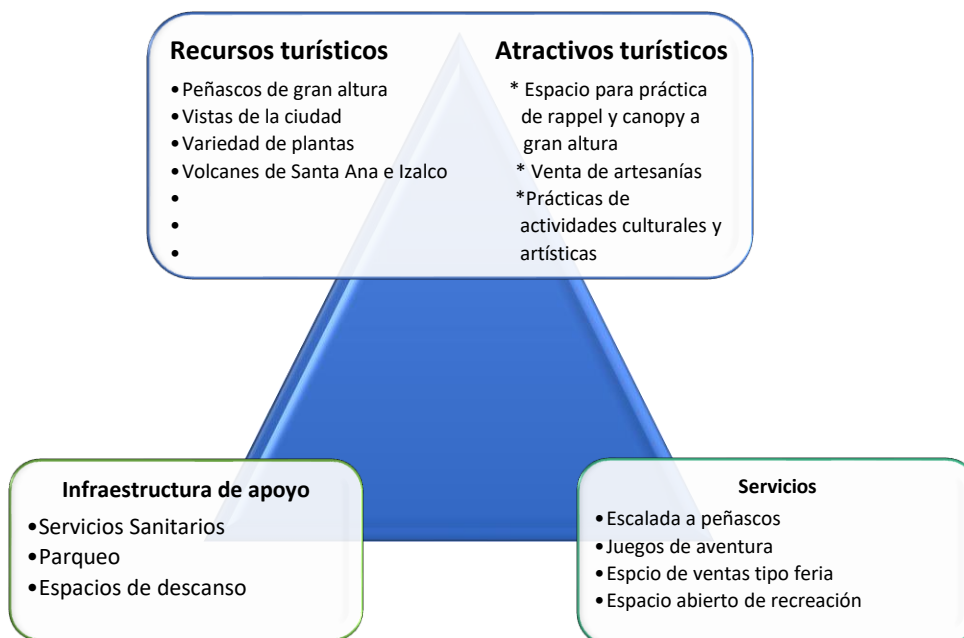 Recursos turísticos
•Peñascos de gran altura
•Vistas de la ciudad
•Variedad de plantas
•Volcanes de Santa Ana e Izalco
•
•
•
Atractivos turísticos
* Espacio para práctica
de rappel y canopy a
gran altura
* Venta de artesanías
*Prácticas de
actividades culturales y
artísticas
Infraestructura de apoyo
•Servicios Sanitarios
•Parqueo
•Espacios de descanso
Servicios
•Escalada a peñascos
•Juegos de aventura
•Espcio de ventas tipo feria
•Espacio abierto de recreación